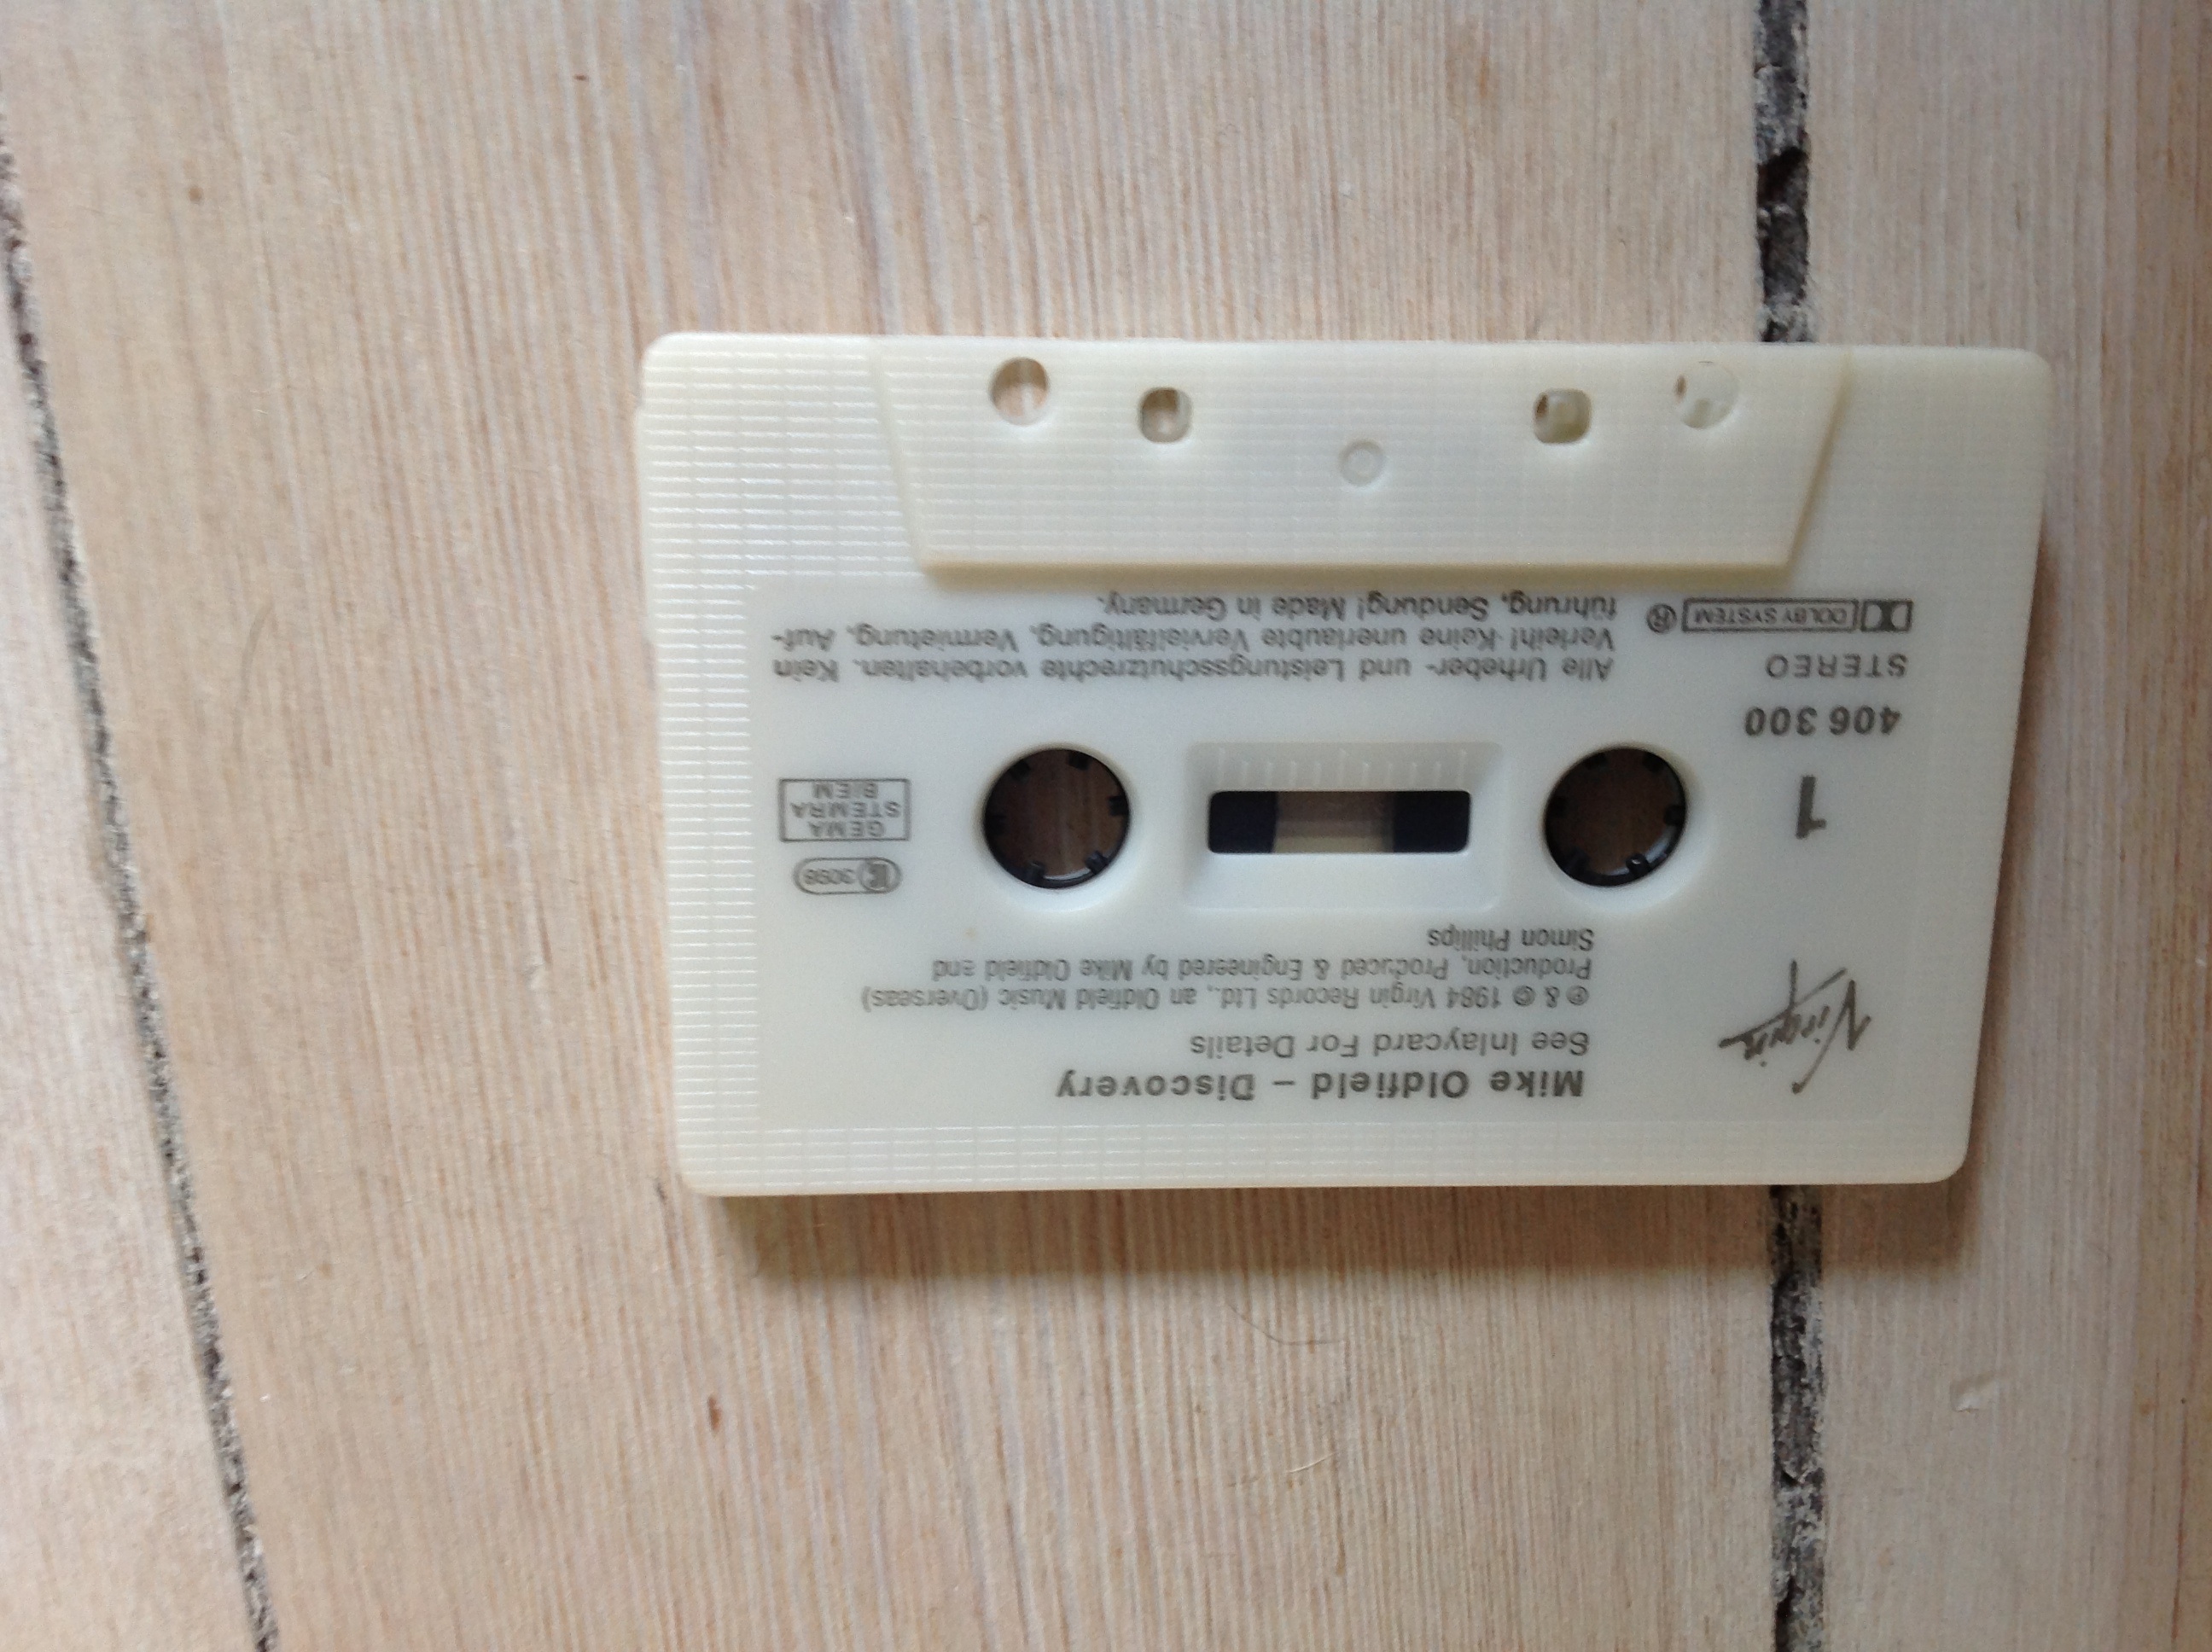 Virgin
Mike Oldfield – Discovery
See Inlaycard For Details
℗ & © 1984 Virgin Records Ltd., an Oldfield Music (Overseas)
Production, Produced & Engineered by Mike Oldfield and
Simon Phillips
1
LC 3098
GEMA
STEMRA
BIEM
406 300
STEREO
DOLBY SYSTEM ®
Alle Urheber- und Leistungsschutzrechte vorbehalten. Kein
Verleih! Keine unerlaubte Vervielfältigung, Vermietung, Auf-
führung, Sendung! Made in Germany.